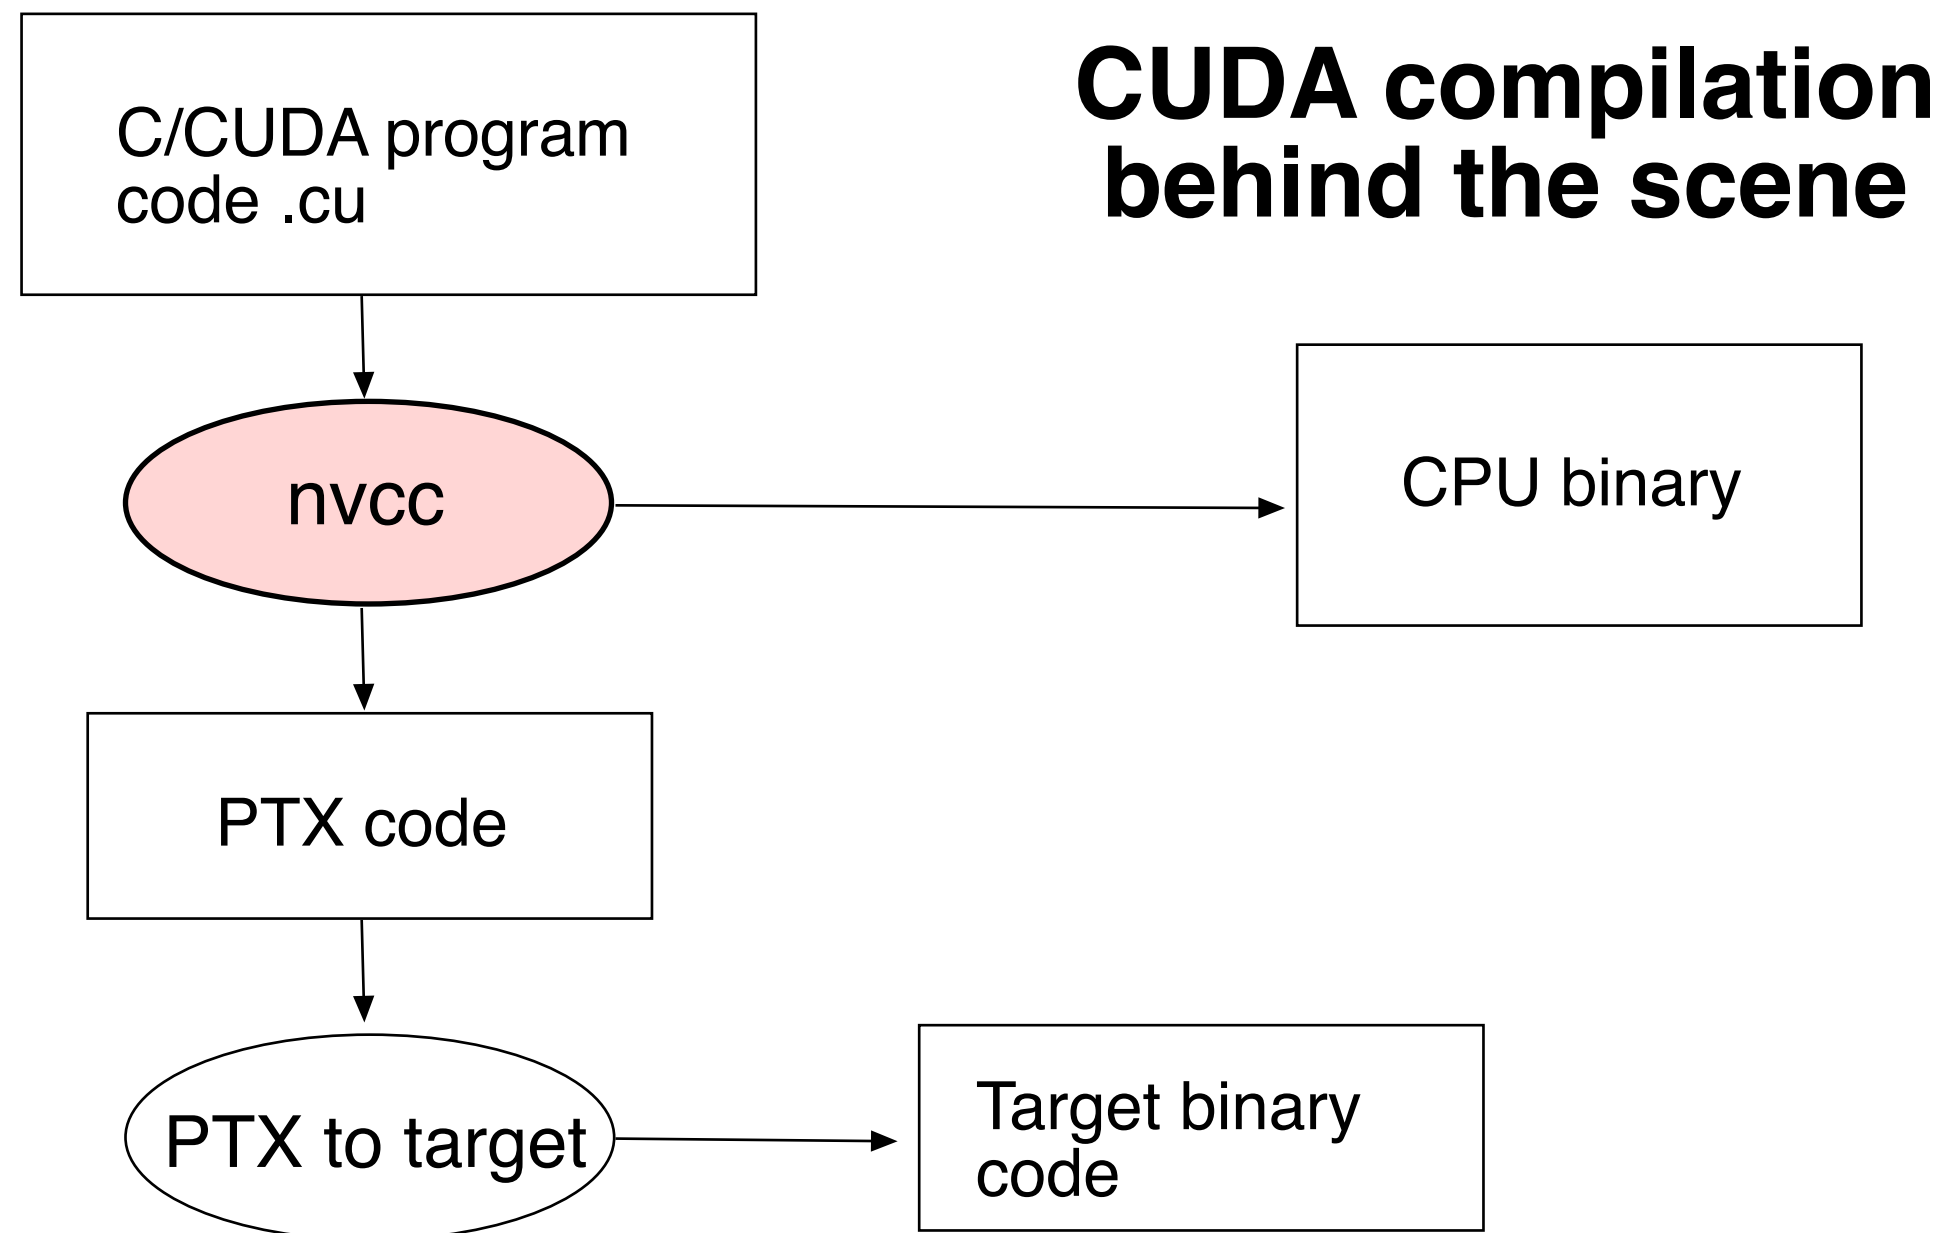 CUDA compilation
behind the scene
C/CUDA program
code .cu
nvcc
CPU binary
PTX code
PTX to target
Target binary
code